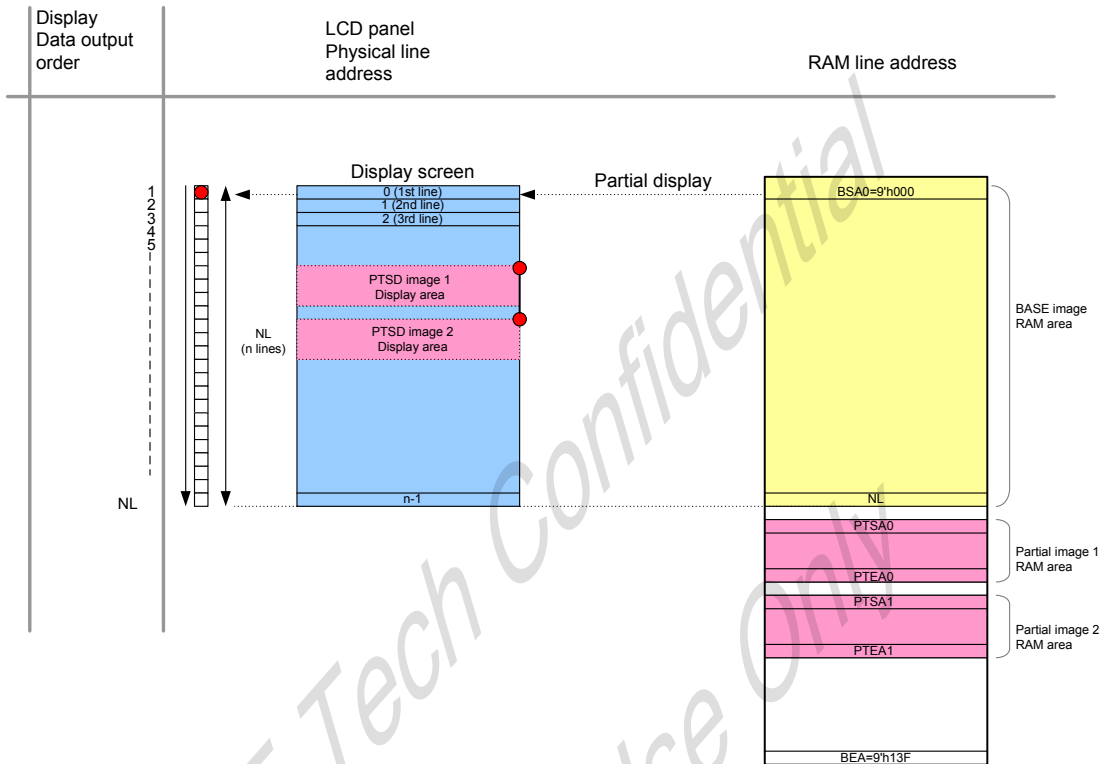 Display
Data output
order
LCD panel
Physical line
address
RAM line address
Display screen
Partial display
1
2
3
4
5
NL
NL
(n lines)
0 (1st line)
1 (2nd line)
2 (3rd line)
PTSD image 1
Display area
PTSD image 2
Display area
n-1
BSA0=9'h000
NL
PTSA0
PTEA0
PTSA1
PTEA1
BEA=9'h13F
BASE image
RAM area
Partial image 1
RAM area
Partial image 2
RAM area
Tech Confidential
Only